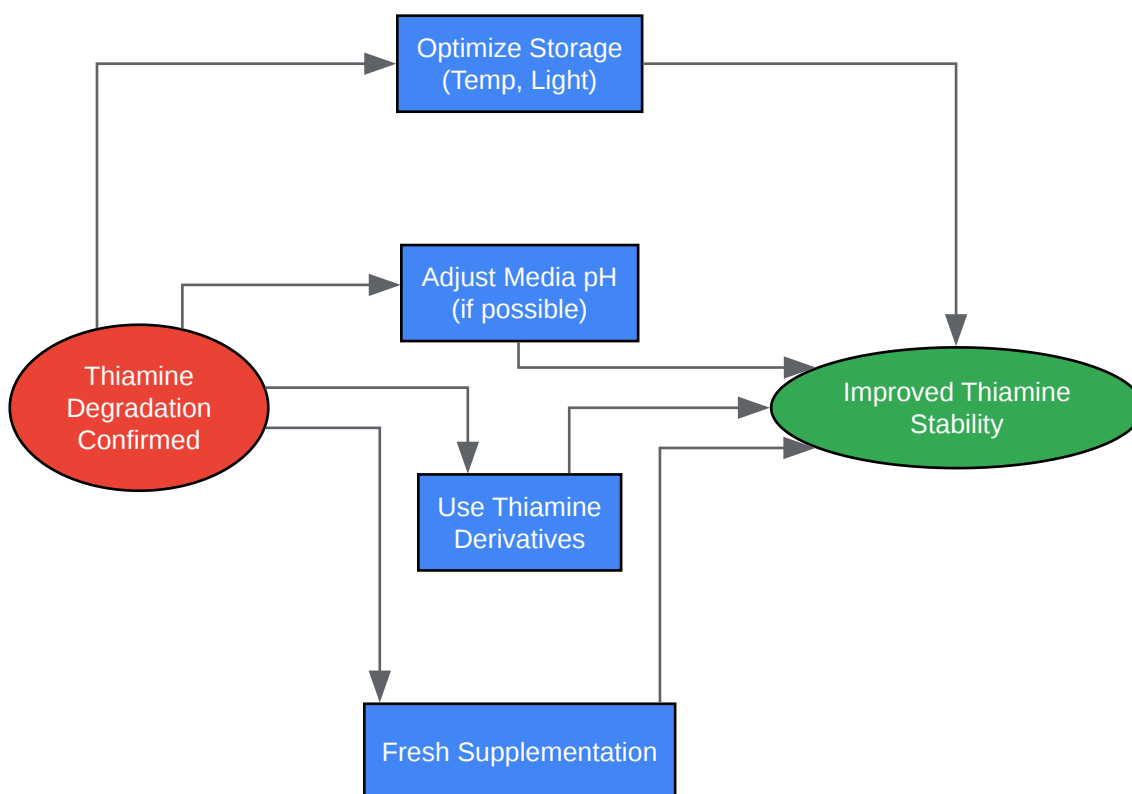 Optimize Storage
(Temp, Light)
Adjust Media pH
(if possible)
Thiamine
Degradation
Confirmed
Improved Thiamine
Stability
Use Thiamine
Derivatives
Fresh Supplementation